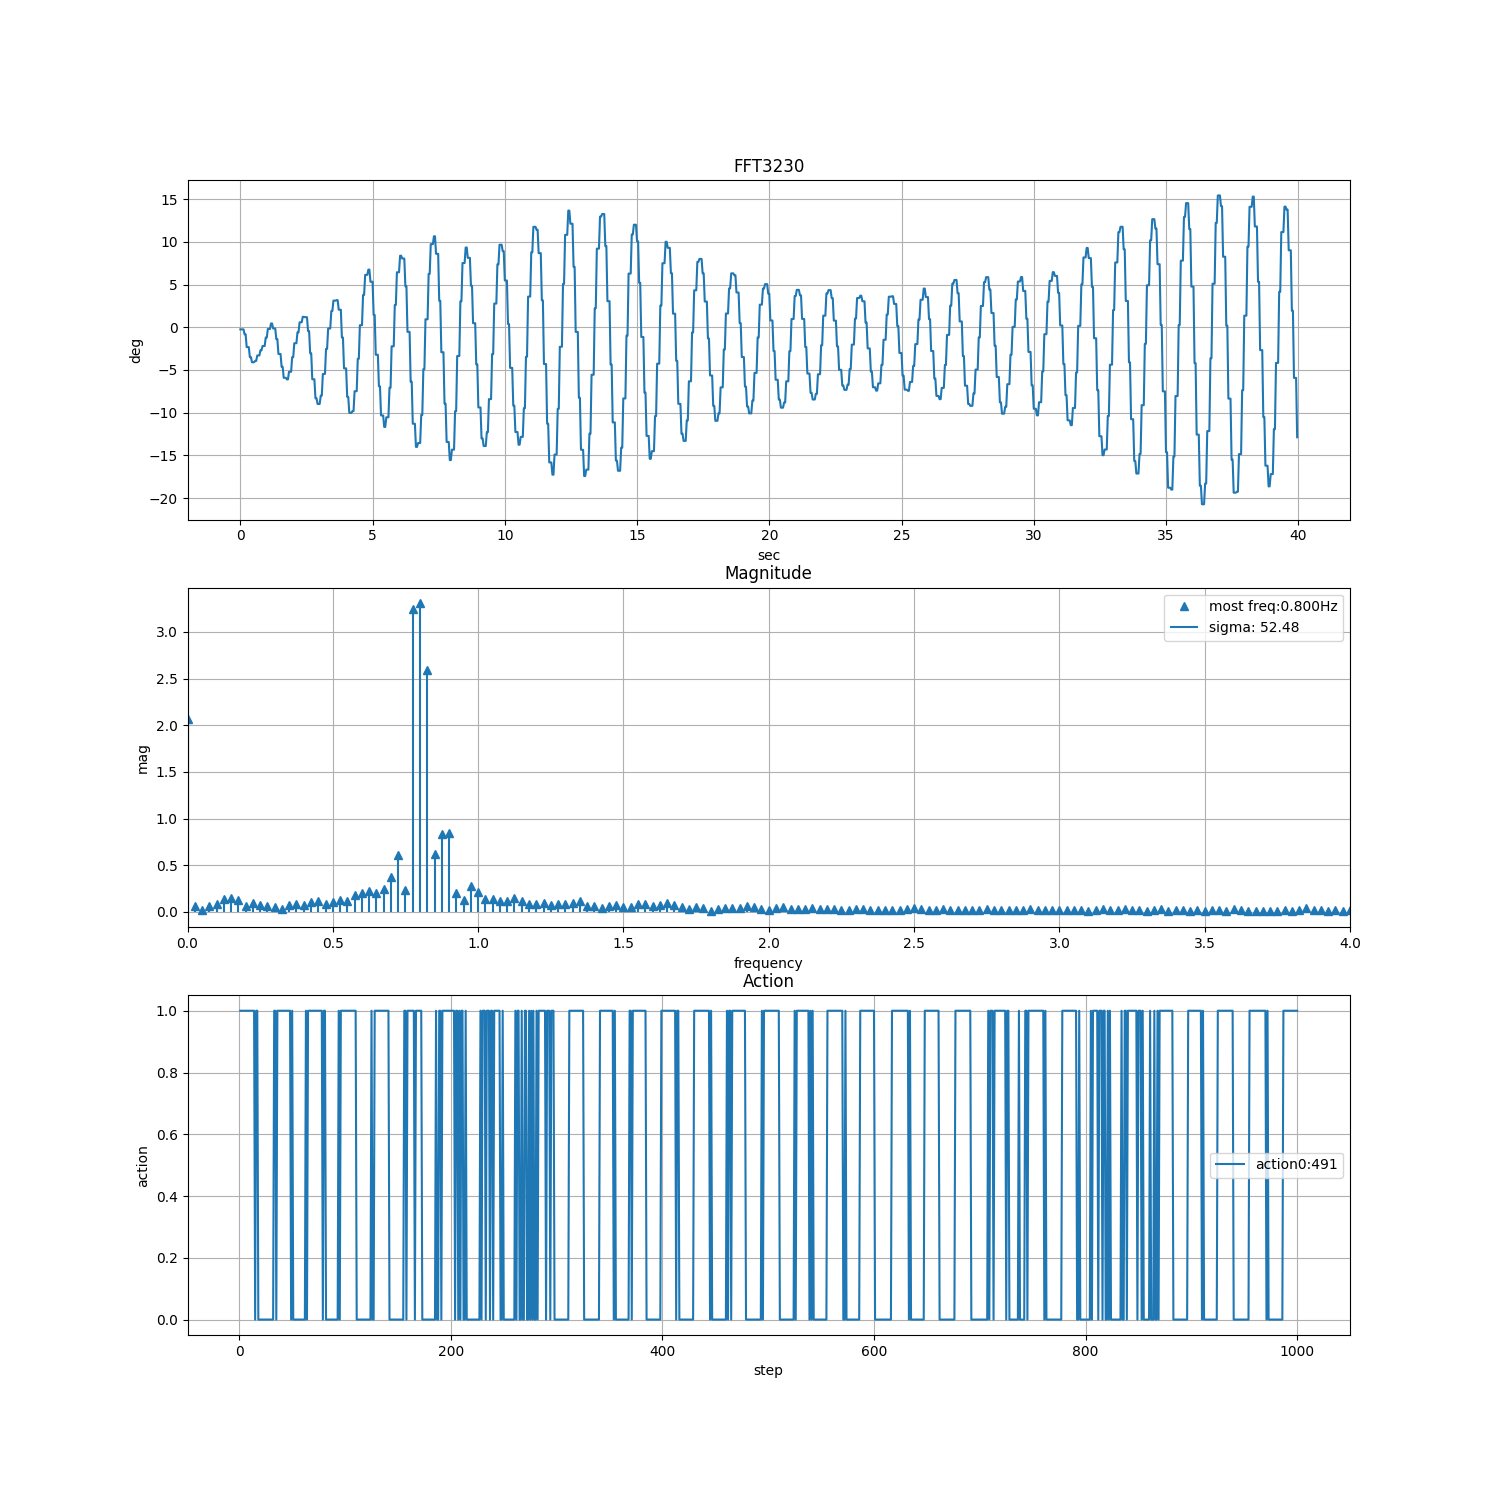 FFT3230
15
10
5
0
−5
−10
−15
−20
deg
0 5 10 15 20 25 30 35 40
sec
Magnitude
most freq:0.800Hz
sigma: 52.48
3.0
2.5
2.0
1.5
1.0
0.5
0.0
mag
0.0 0.5 1.0 1.5 2.0 2.5 3.0 3.5 4.0
frequency
Action
1.0
0.8
0.6
0.4
0.2
0.0
action
action0:491
0 200 400 600 800 1000
step